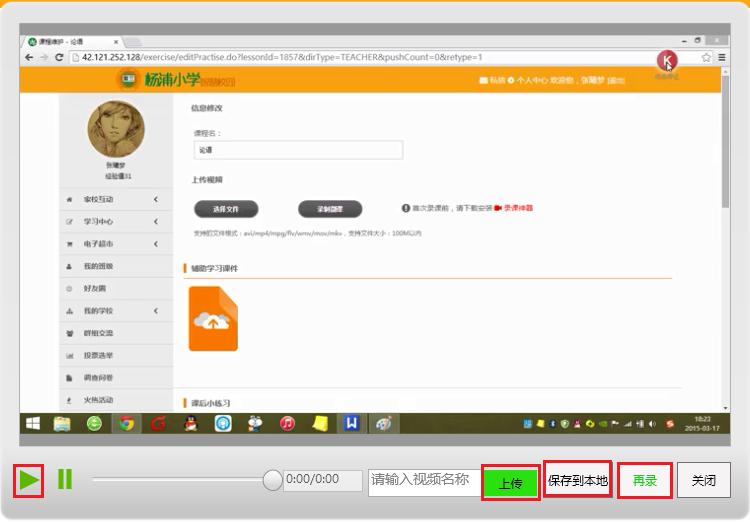 课程维护 - 论语
42.121.252.128/exercise/editPractise.do?lessonId=1857&dirType=TEACHER&pushCount=0&retype=1
K
杨浦小学
私信 个人中心 欢迎您，张曦梦 [退出]
张曦梦
经验值31
家校互动
学习中心
电子超市
我的班级
好友圈
我的学校
群组交流
投票选举
调查问卷
火热活动
信息修改
课程名：
论语
上传视频
选择文件
录制微课
首次录课前，请下载安装 录课神器
支持的文件格式：avi/mp4/mpg/flv/wmv/mov/mkv，支持文件大小：100M以内
辅助学习课件
课后小练习
18:23
2015-03-17
0:00/0:00
请输入视频名称
上传
保存到本地
再录
关闭